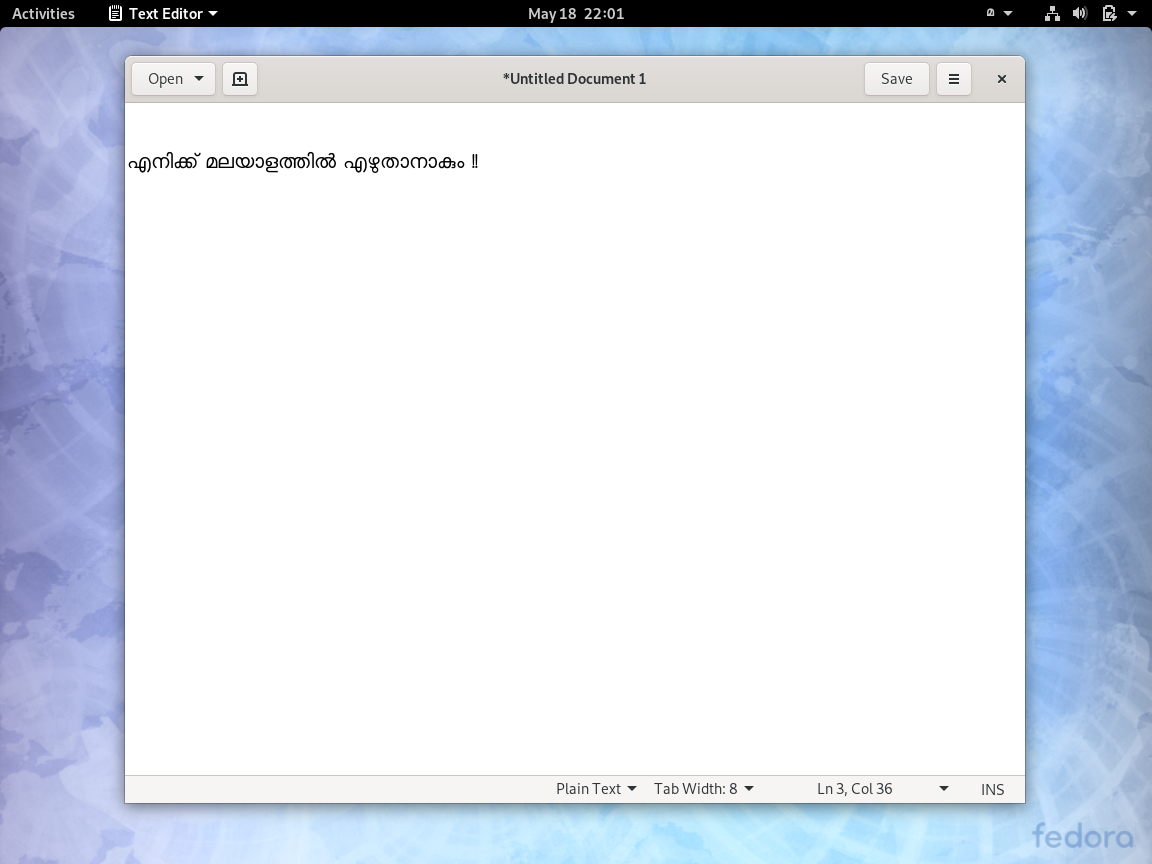 Activities Text Editor May 18 22:01 മ
Open *Untitled Document 1 Save
എനിക്ക് മലയാളത്തിൽ എഴുതാനാകും !!
Plain Text Tab Width: 8 Ln 3, Col 36 INS
fedora